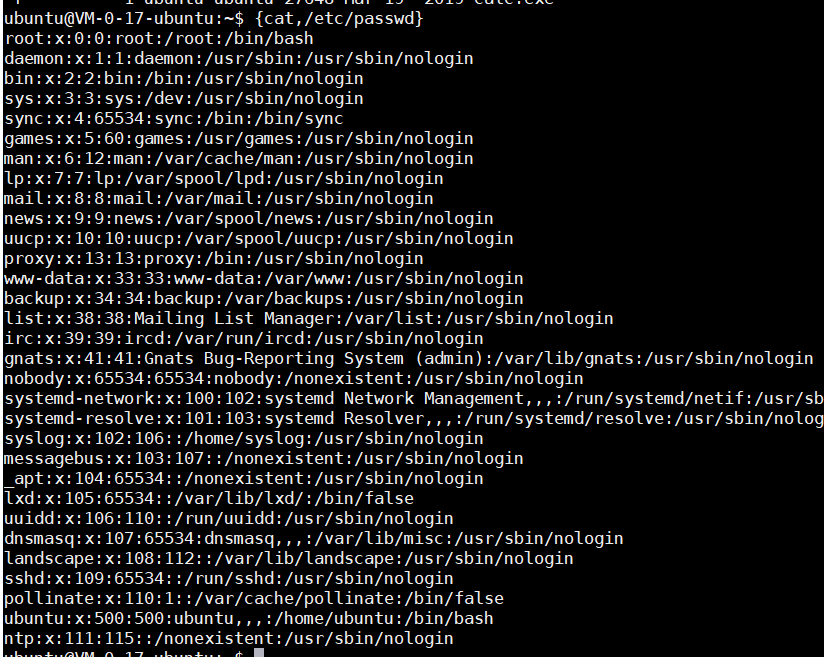 1 ubuntu ubuntu 27648 Mar 19 2019 calc.exe
ubuntu@VM-0-17-ubuntu:~$ {cat,/etc/passwd}
root:x:0:0:root:/root:/bin/bash
daemon:x:1:1:daemon:/usr/sbin:/usr/sbin/nologin
bin:x:2:2:bin:/bin:/usr/sbin/nologin
sys:x:3:3:sys:/dev:/usr/sbin/nologin
sync:x:4:65534:sync:/bin:/bin/sync
games:x:5:60:games:/usr/games:/usr/sbin/nologin
man:x:6:12:man:/var/cache/man:/usr/sbin/nologin
lp:x:7:7:lp:/var/spool/lpd:/usr/sbin/nologin
mail:x:8:8:mail:/var/mail:/usr/sbin/nologin
news:x:9:9:news:/var/spool/news:/usr/sbin/nologin
uucp:x:10:10:uucp:/var/spool/uucp:/usr/sbin/nologin
proxy:x:13:13:proxy:/bin:/usr/sbin/nologin
www-data:x:33:33:www-data:/var/www:/usr/sbin/nologin
backup:x:34:34:backup:/var/backups:/usr/sbin/nologin
list:x:38:38:Mailing List Manager:/var/list:/usr/sbin/nologin
irc:x:39:39:ircd:/var/run/ircd:/usr/sbin/nologin
gnats:x:41:41:Gnats Bug-Reporting System (admin):/var/lib/gnats:/usr/sbin/nologin
nobody:x:65534:65534:nobody:/nonexistent:/usr/sbin/nologin
systemd-network:x:100:102:systemd Network Management,,,:/run/systemd/netif:/usr/sb
systemd-resolve:x:101:103:systemd Resolver,,,:/run/systemd/resolve:/usr/sbin/nolog
syslog:x:102:106::/home/syslog:/usr/sbin/nologin
messagebus:x:103:107::/nonexistent:/usr/sbin/nologin
_apt:x:104:65534::/nonexistent:/usr/sbin/nologin
lxd:x:105:65534::/var/lib/lxd/:/bin/false
uuidd:x:106:110::/run/uuidd:/usr/sbin/nologin
dnsmasq:x:107:65534:dnsmasq,,,:/var/lib/misc:/usr/sbin/nologin
landscape:x:108:112::/var/lib/landscape:/usr/sbin/nologin
sshd:x:109:65534::/run/sshd:/usr/sbin/nologin
pollinate:x:110:1::/var/cache/pollinate:/bin/false
ubuntu:x:500:500:ubuntu,,,:/home/ubuntu:/bin/bash
ntp:x:111:115::/nonexistent:/usr/sbin/nologin
ubuntu@VM-0-17-ubuntu:~$